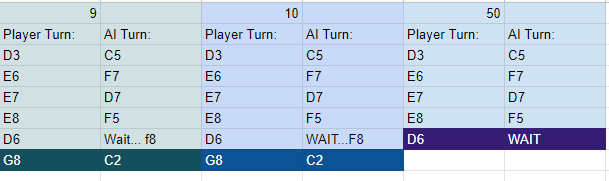 9 10 50
Player Turn: AI Turn: Player Turn: AI Turn: Player Turn: AI Turn:
D3 C5 D3 C5 D3 C5
E6 F7 E6 F7 E6 F7
E7 D7 E7 D7 E7 D7
E8 F5 E8 F5 E8 F5
D6 Wait... f8 D6 WAIT...F8 D6 WAIT
G8 C2 G8 C2